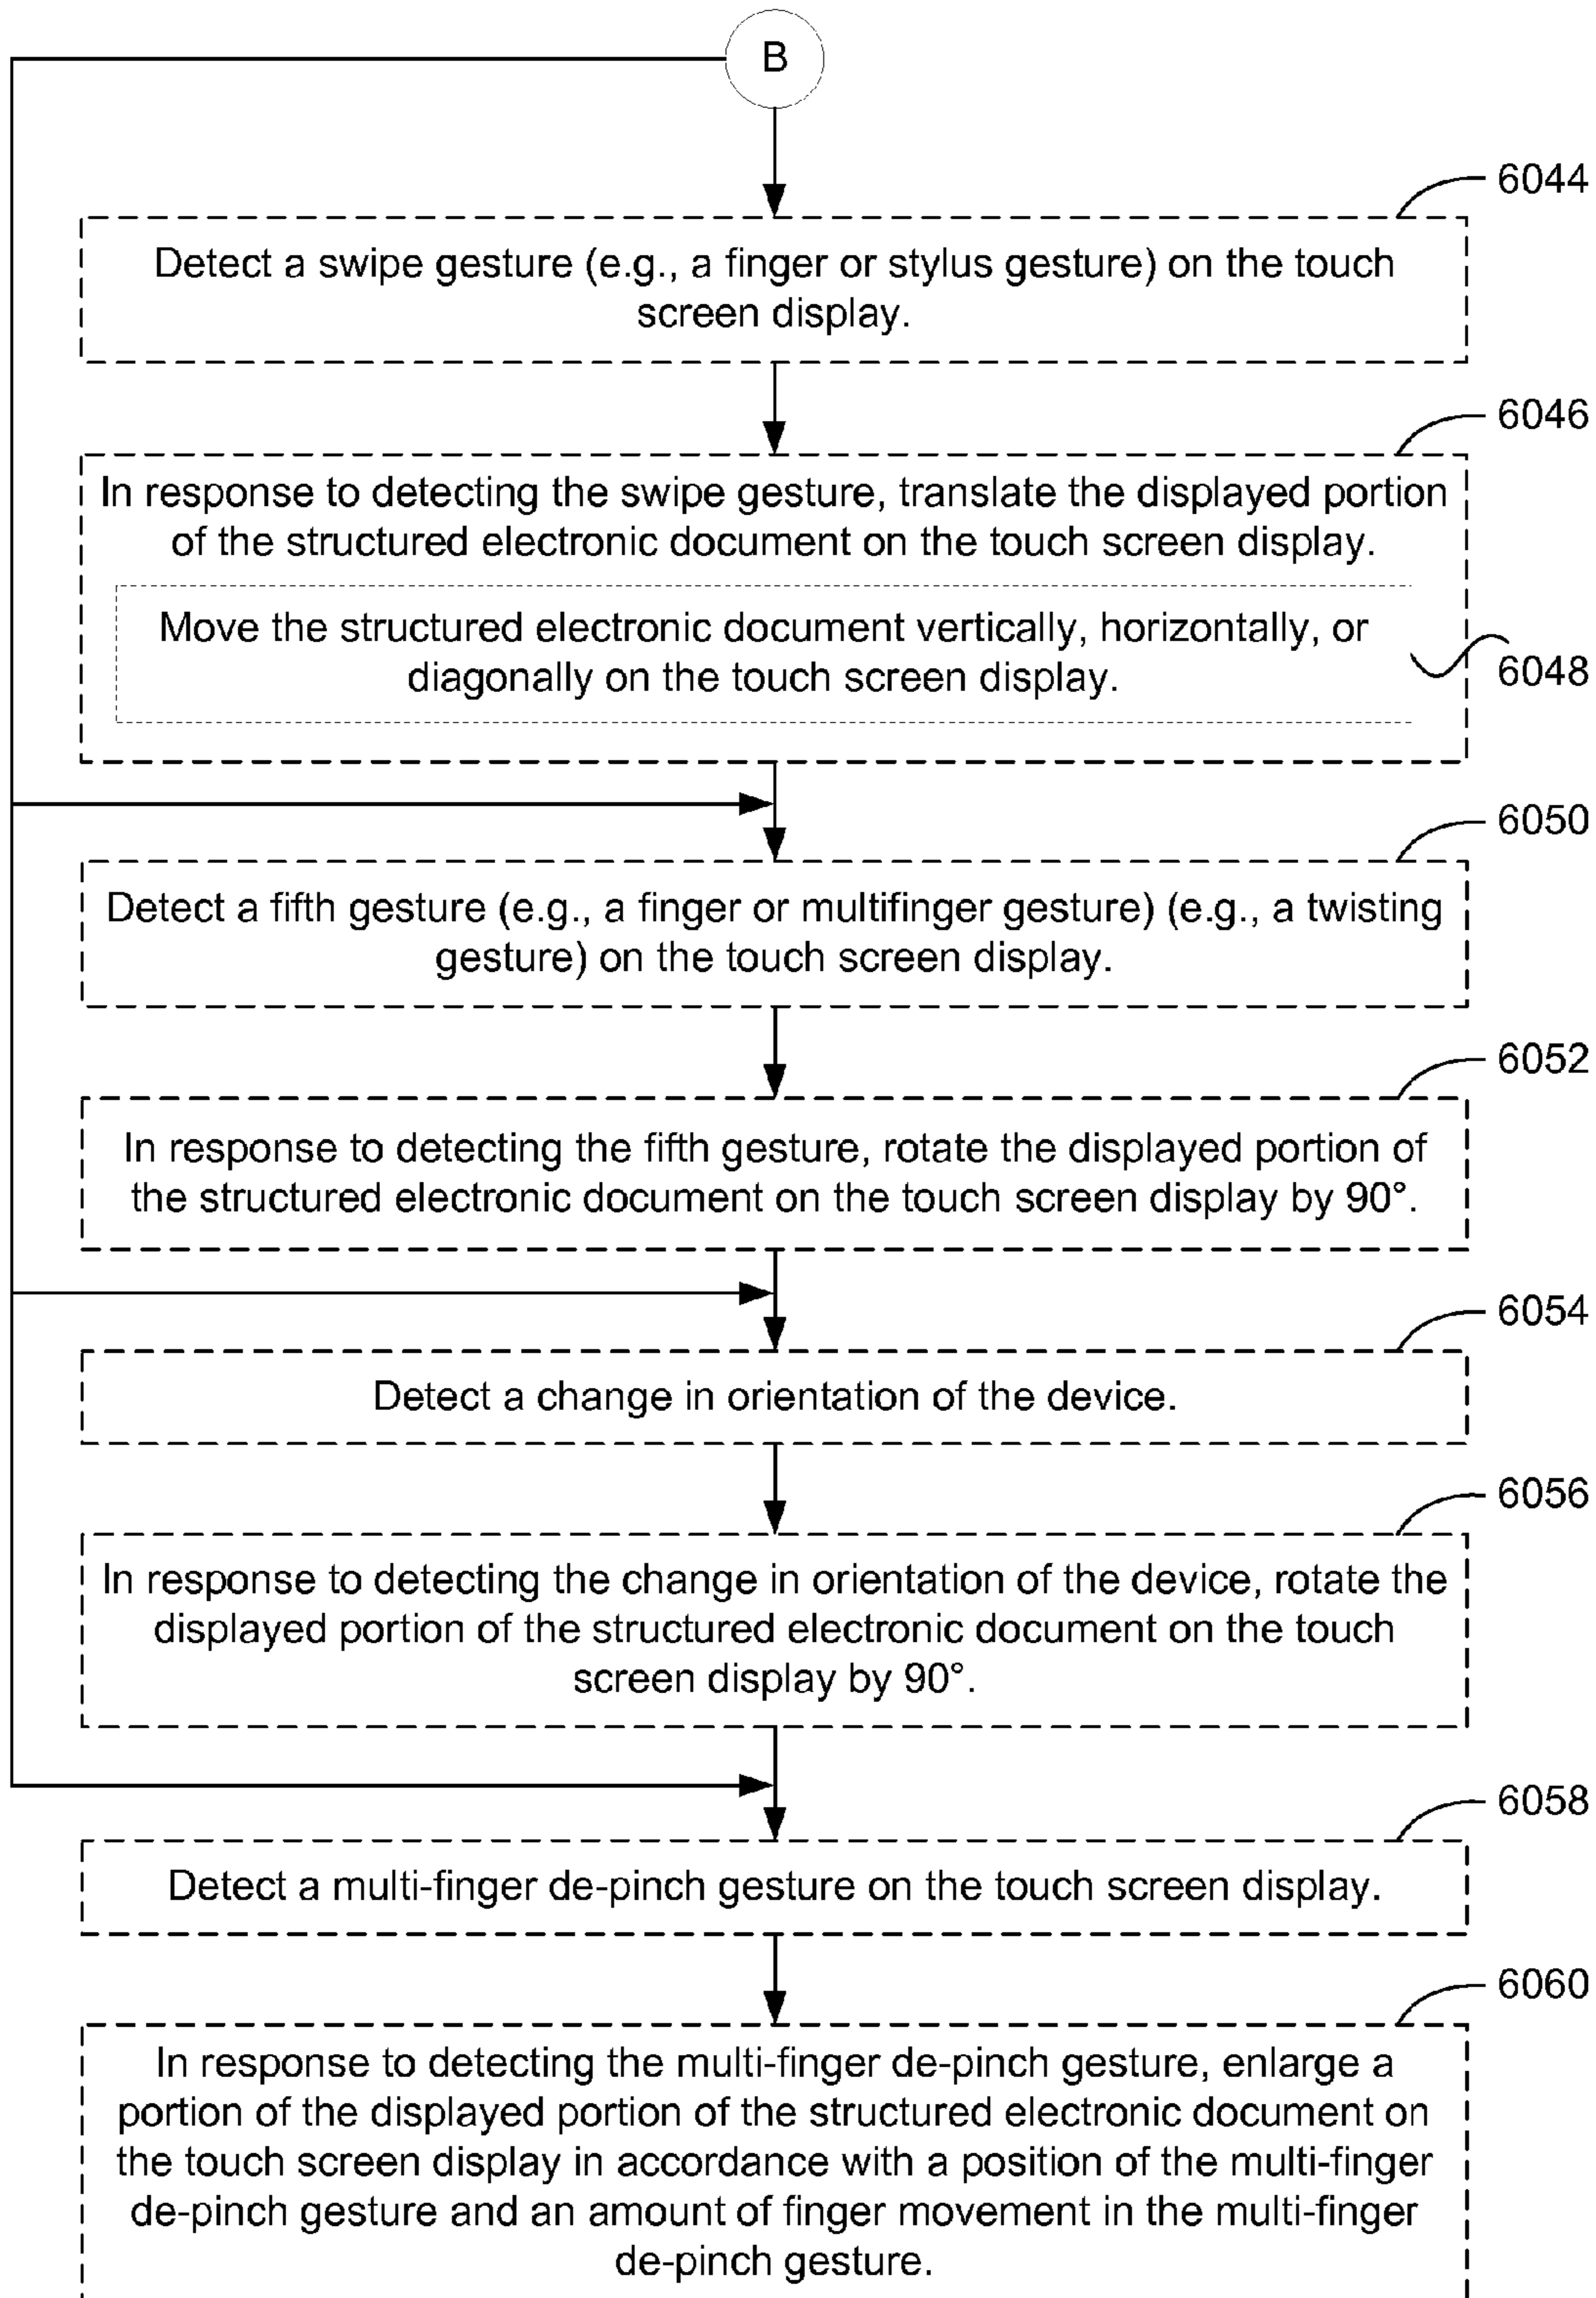 B
6044
Detect a swipe gesture (e.g., a finger or stylus gesture) on the touch
screen display.
6046
In response to detecting the swipe gesture, translate the displayed portion
of the structured electronic document on the touch screen display.
Move the structured electronic document vertically, horizontally, or
diagonally on the touch screen display.
6048
6050
Detect a fifth gesture (e.g., a finger or multifinger gesture) (e.g., a twisting
gesture) on the touch screen display.
6052
In response to detecting the fifth gesture, rotate the displayed portion of
the structured electronic document on the touch screen display by 90°.
6054
Detect a change in orientation of the device.
6056
In response to detecting the change in orientation of the device, rotate the
displayed portion of the structured electronic document on the touch
screen display by 90°.
6058
Detect a multi-finger de-pinch gesture on the touch screen display.
6060
In response to detecting the multi-finger de-pinch gesture, enlarge a
portion of the displayed portion of the structured electronic document on
the touch screen display in accordance with a position of the multi-finger
de-pinch gesture and an amount of finger movement in the multi-finger
de-pinch gesture.